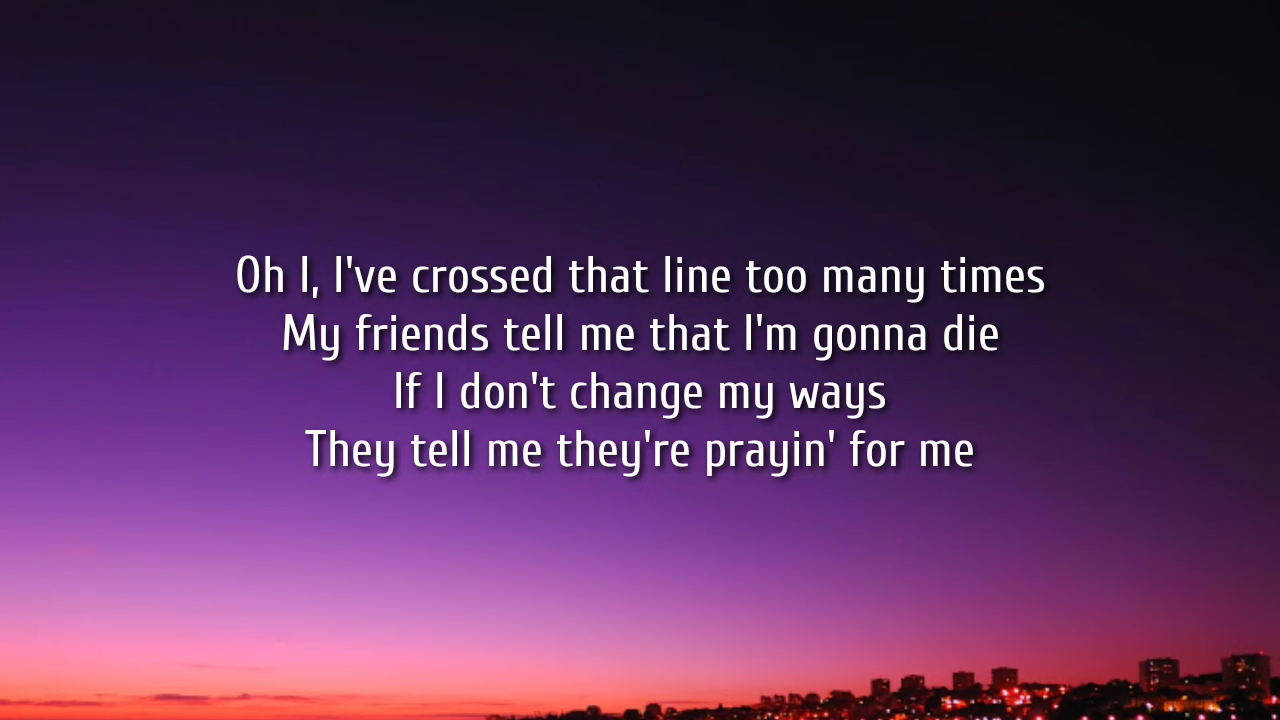 Oh I, I've crossed that line too many times
My friends tell me that I'm gonna die
If I don't change my ways
They tell me they're prayin' for me